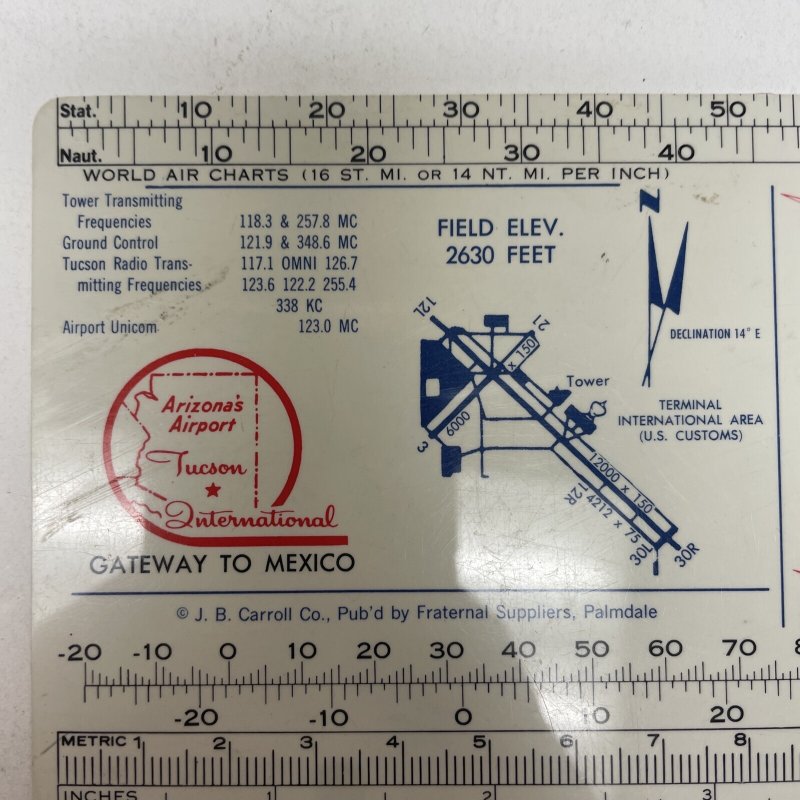 Stat. 10 20 30 40 50
Naut. 10 20 30 40
WORLD AIR CHARTS (16 ST. MI. OR 14 NT. MI. PER INCH)
Tower Transmitting
Frequencies 118.3 & 257.8 MC
Ground Control 121.9 & 348.6 MC
Tucson Radio Trans- 117.1 OMNI 126.7
mitting Frequencies 123.6 122.2 255.4
338 KC
Airport Unicom 123.0 MC
FIELD ELEV.
2630 FEET
N
DECLINATION 14° E
12L
21
x 150
6000
3
Tower
TERMINAL
INTERNATIONAL AREA
(U.S. CUSTOMS)
12000 x 150
12R
4212 x 75
30L
30R
Arizona's
Airport
Tucson
International
GATEWAY TO MEXICO
© J. B. Carroll Co., Pub'd by Fraternal Suppliers, Palmdale
-20 -10 0 10 20 30 40 50 60 70
-20 -10 0 10 20
METRIC 1 2 3 4 5 6 7 8
INCHES 1 2 3